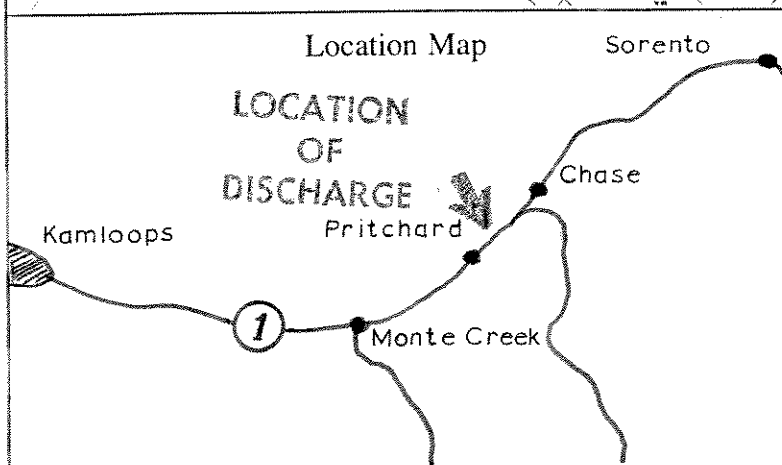 Location Map
Sorento
LOCATION
OF
DISCHARGE
Chase
Pritchard
Kamloops
1
Monte Creek